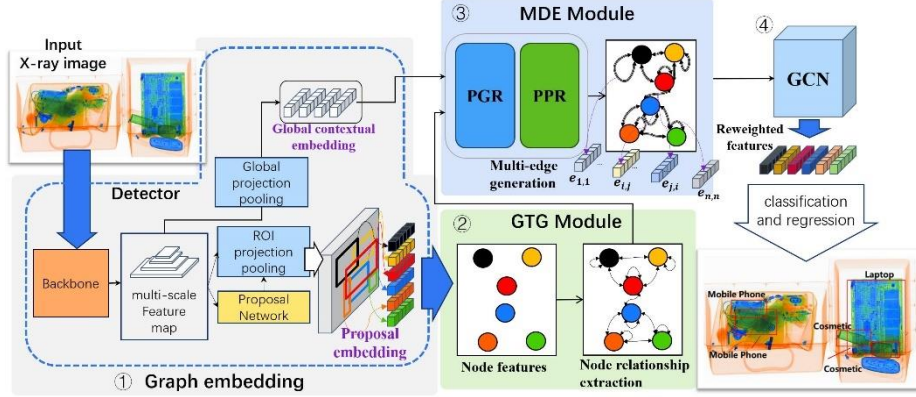 Input
X-ray image
Detector
Backbone
multi-scale
Feature
map
Global
projection
pooling
Global contextual
embedding
ROI
projection
pooling
Proposal
Network
Proposal
embedding
① Graph embedding
② GTG Module
Node features
Node relationship
extraction
③ MDE Module
PGR
PPR
Multi-edge
generation
e1,1
...
ei,j
ej,i
...
en,n
④
GCN
Reweighted
features
classification
and regression
Mobile Phone
Mobile Phone
Laptop
Cosmetic
Cosmetic